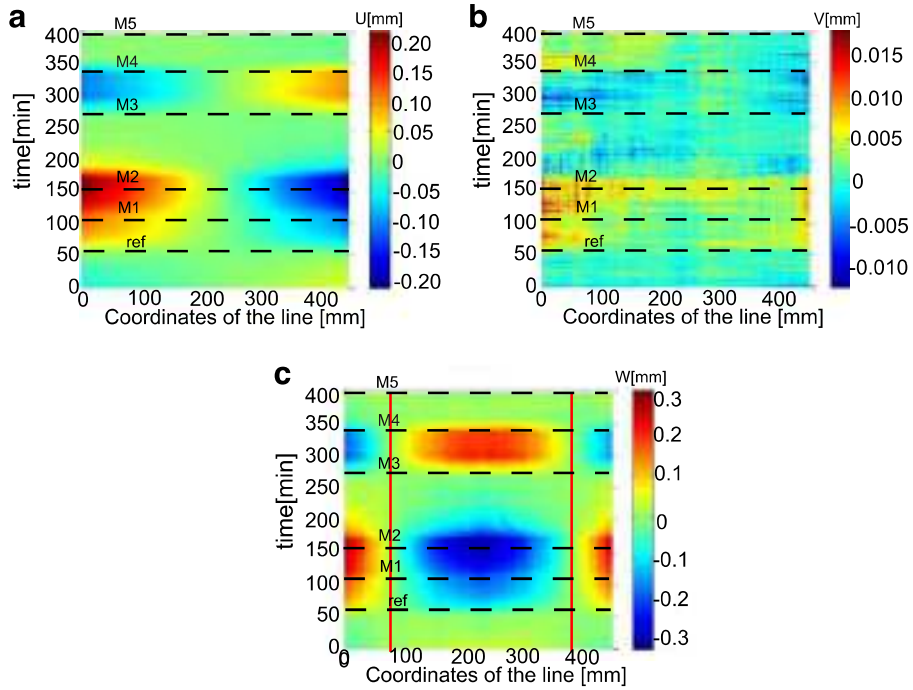 a
U[mm]
M5
400
350
300
250
200
150
100
50
0
time[min]
M4
M3
M2
M1
ref
0 100 200 300 400
Coordinates of the line [mm]
0.20
0.15
0.10
0.05
0
-0.05
-0.10
-0.15
-0.20
b
V[mm]
M5
400
350
300
250
200
150
100
50
0
time[min]
M4
M3
M2
M1
ref
0 100 200 300 400
Coordinates of the line [mm]
0.015
0.010
0.005
0
-0.005
-0.010
c
W[mm]
M5
400
350
300
250
200
150
100
50
0
time[min]
M4
M3
M2
M1
ref
0 100 200 300 400
Coordinates of the line [mm]
0.3
0.2
0.1
0
-0.1
-0.2
-0.3